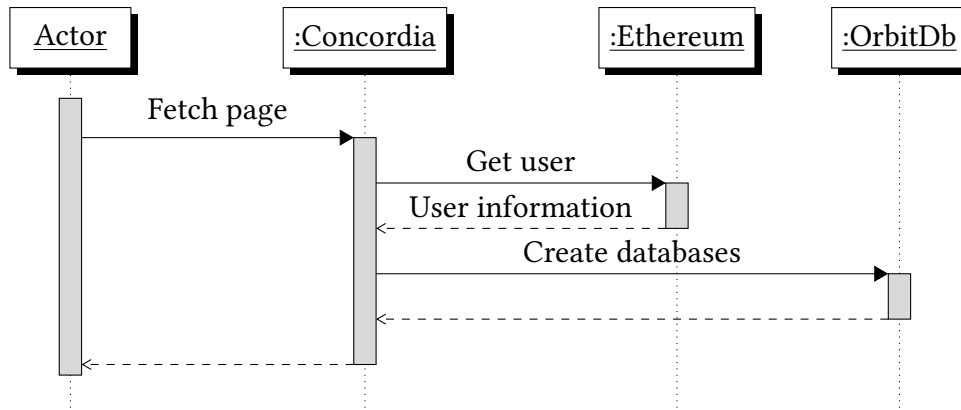 Actor
:Concordia
:Ethereum
:OrbitDb
Fetch page
Get user
User information
Create databases